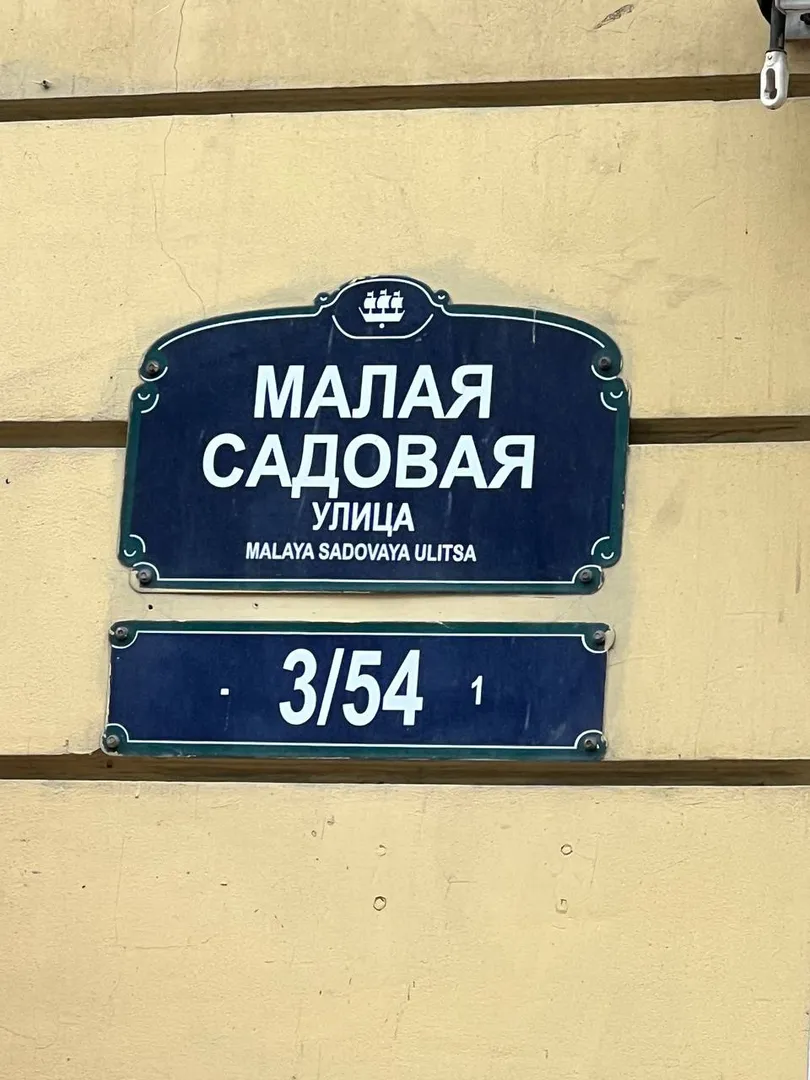 МАЛАЯ
САДОВАЯ
УЛИЦА
MALAYA SADOVAYA ULITSA
- 3/54 1